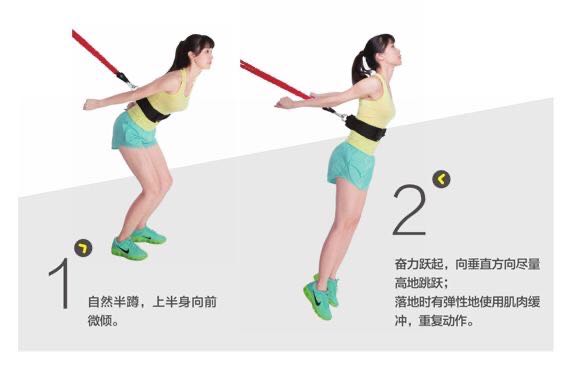 1
自然半蹲，上半身向前
微倾。
2
奋力跃起，向垂直方向尽量
高地跳跃；
落地时有弹性地使用肌肉缓
冲，重复动作。